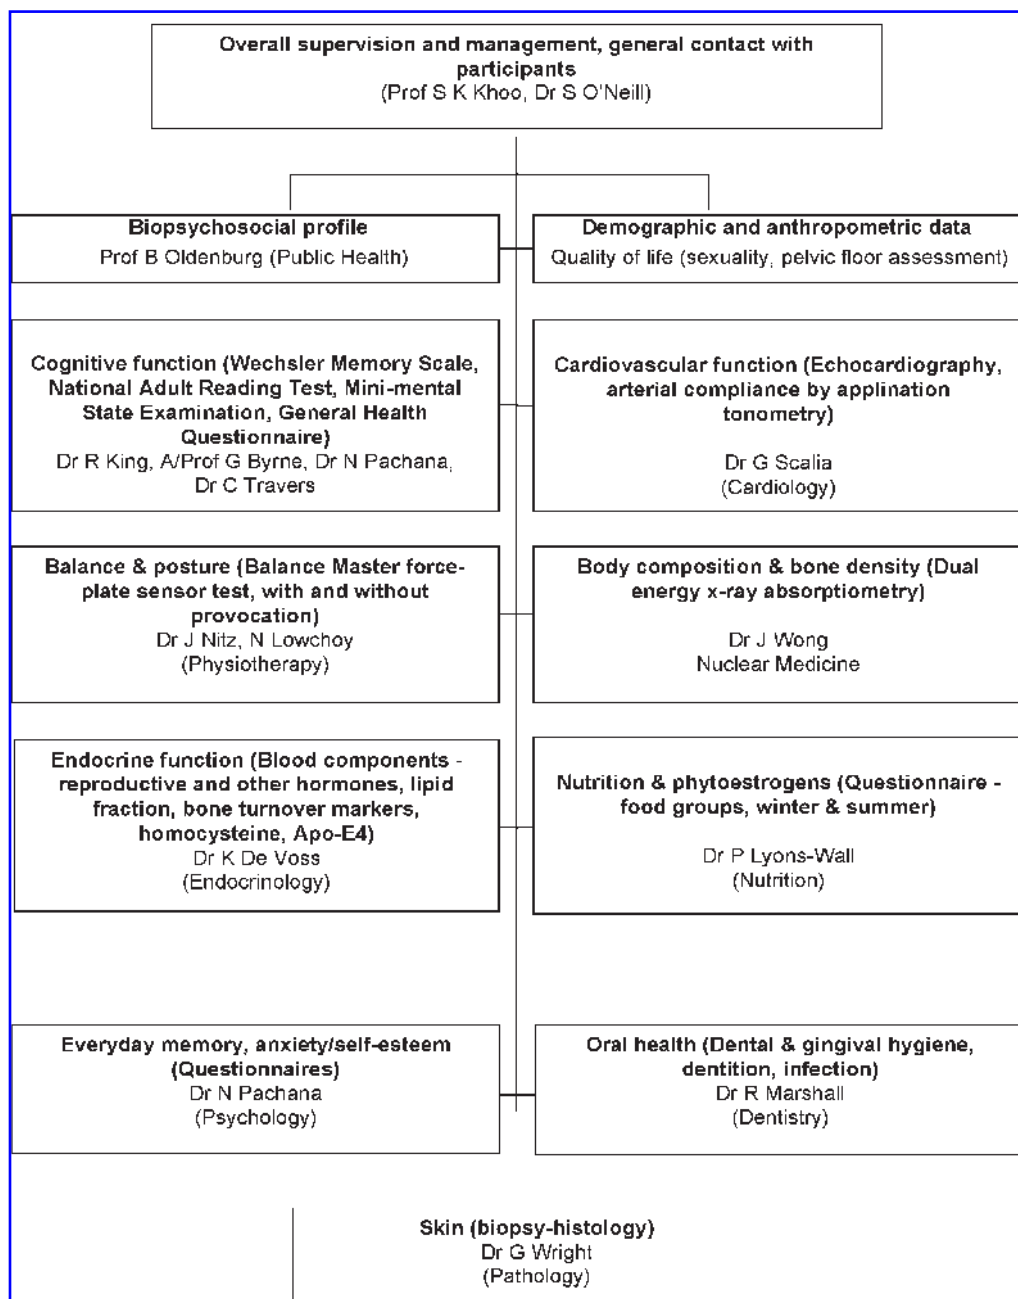 Overall supervision and management, general contact with
participants
(Prof S K Khoo, Dr S O'Neill)
Biopsychosocial profile
Prof B Oldenburg (Public Health)
Demographic and anthropometric data
Quality of life (sexuality, pelvic floor assessment)
Cognitive function (Wechsler Memory Scale,
National Adult Reading Test, Mini-mental
State Examination, General Health
Questionnaire)
Dr R King, A/Prof G Byrne, Dr N Pachana,
Dr C Travers
Cardiovascular function (Echocardiography,
arterial compliance by applination
tonometry)
Dr G Scalia
(Cardiology)
Balance & posture (Balance Master force-
plate sensor test, with and without
provocation)
Dr J Nitz, N Lowchoy
(Physiotherapy)
Body composition & bone density (Dual
energy x-ray absorptiometry)
Dr J Wong
Nuclear Medicine
Endocrine function (Blood components -
reproductive and other hormones, lipid
fraction, bone turnover markers,
homocysteine, Apo-E4)
Dr K De Voss
(Endocrinology)
Nutrition & phytoestrogens (Questionnaire -
food groups, winter & summer)
Dr P Lyons-Wall
(Nutrition)
Everyday memory, anxiety/self-esteem
(Questionnaires)
Dr N Pachana
(Psychology)
Oral health (Dental & gingival hygiene,
dentition, infection)
Dr R Marshall
(Dentistry)
Skin (biopsy-histology)
Dr G Wright
(Pathology)